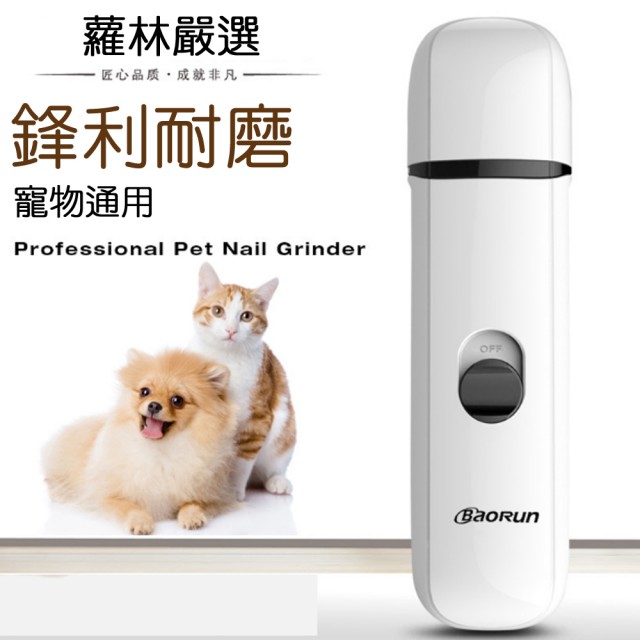 蘿林嚴選
匠心品质·成就非凡
鋒利耐磨
寵物通用
Professional Pet Nail Grinder
OFF
BaoRun